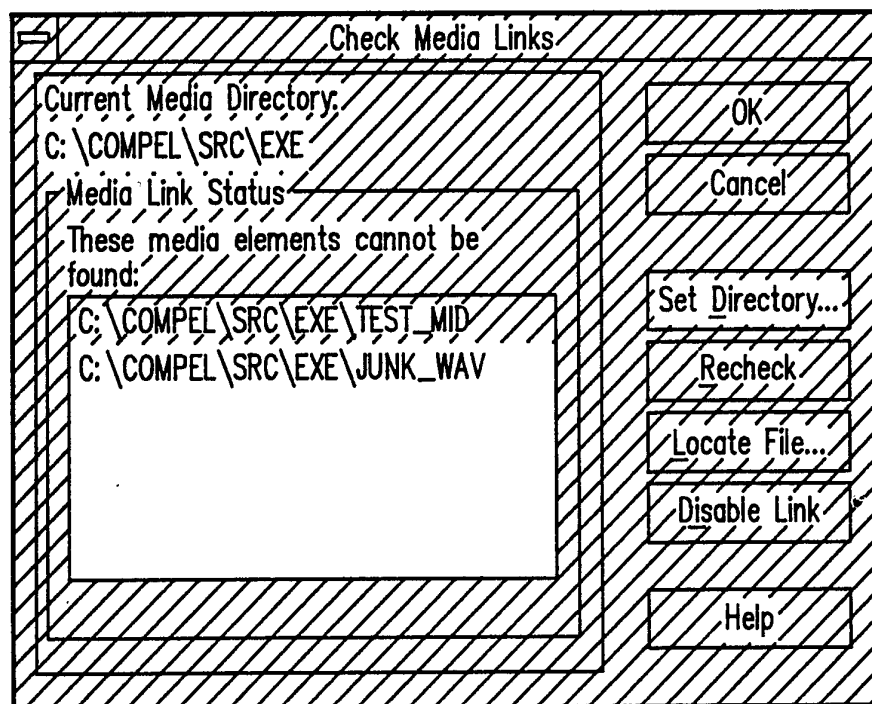 Check Media Links
Current Media Directory:
C:\COMPEL\SRC\EXE
Media Link Status
These media elements cannot be
found:
C:\COMPEL\SRC\EXE\TEST_MID
C:\COMPEL\SRC\EXE\JUNK_WAV
OK
Cancel
Set Directory...
Recheck
Locate File...
Disable Link
Help